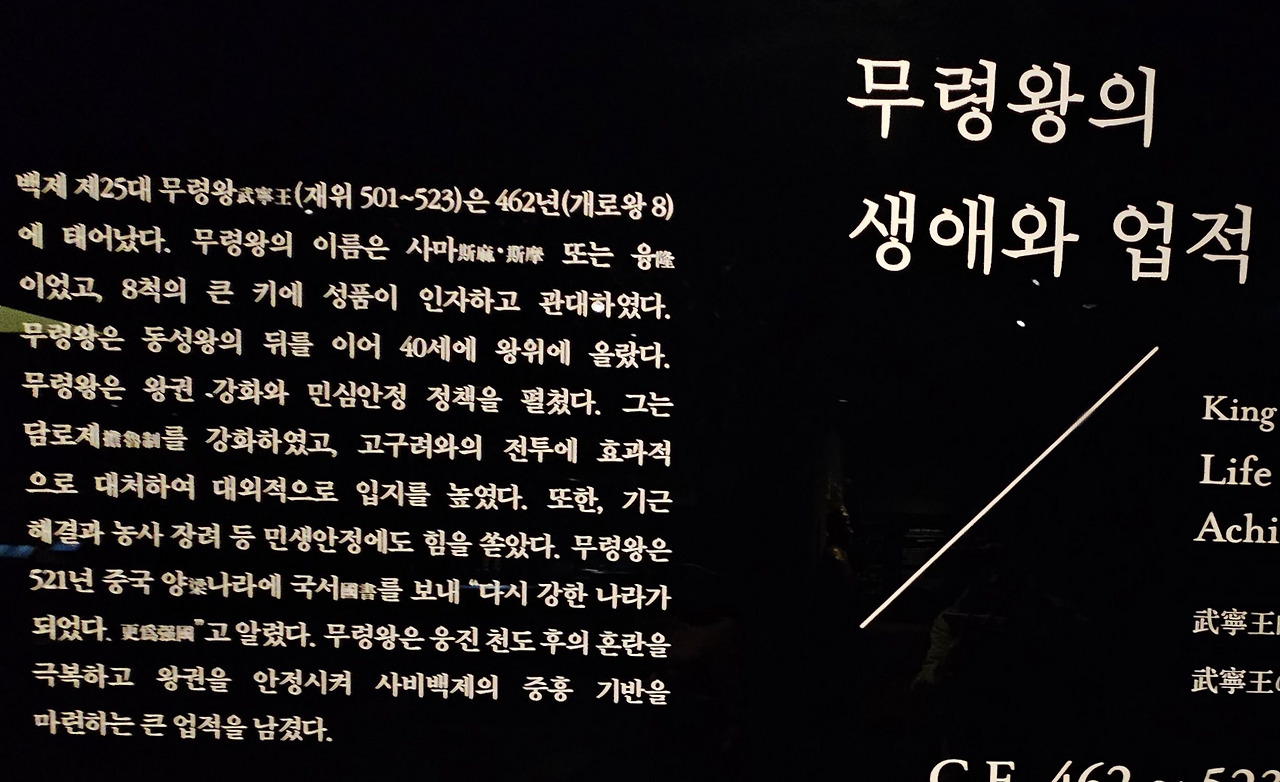 무령왕의
생애와 업적
King
Life
Achi
武寧王
武寧王の
C.E. 462 ~ 523
백제 제25대 무령왕武寧王(재위 501~523)은 462년(개로왕 8)
에 태어났다. 무령왕의 이름은 사마斯麻·斯摩 또는 융隆
이었고, 8척의 큰 키에 성품이 인자하고 관대하였다.
무령왕은 동성왕의 뒤를 이어 40세에 왕위에 올랐다.
무령왕은 왕권 강화와 민심안정 정책을 펼쳤다. 그는
담로제檐魯制를 강화하였고, 고구려와의 전투에 효과적
으로 대처하여 대외적으로 입지를 높였다. 또한, 기근
해결과 농사 장려 등 민생안정에도 힘을 쏟았다. 무령왕은
521년 중국 양梁나라에 국서國書를 보내 “다시 강한 나라가
되었다. 更爲强國”고 알렸다. 무령왕은 웅진 천도 후의 혼란을
극복하고 왕권을 안정시켜 사비백제의 중흥 기반을
마련하는 큰 업적을 남겼다.